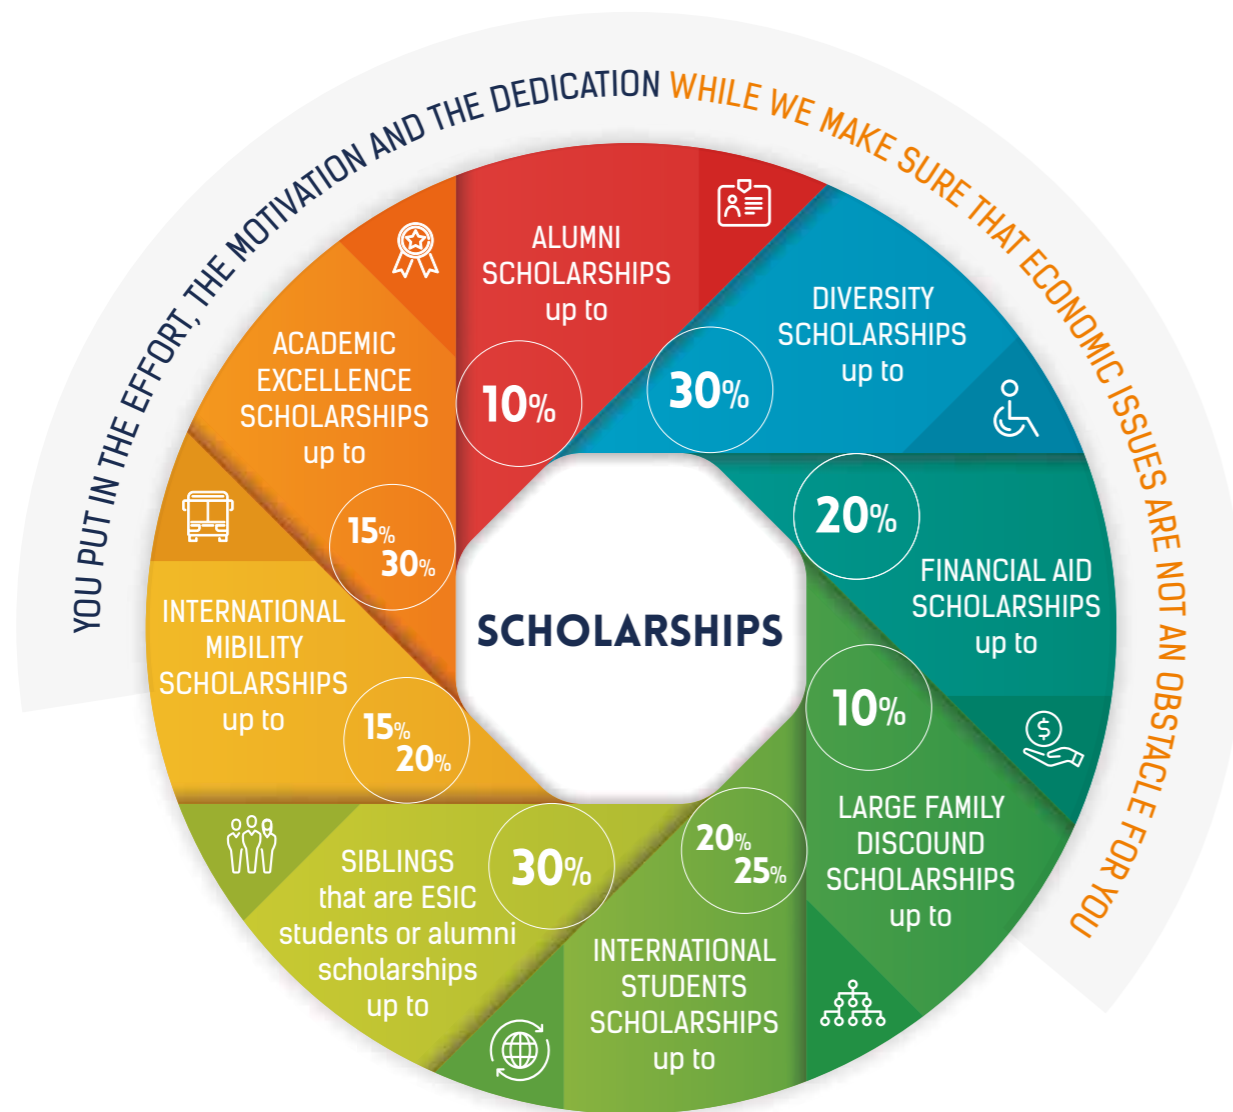 YOU PUT IN THE EFFORT, THE MOTIVATION AND THE DEDICATION WHILE WE MAKE SURE THAT ECONOMIC ISSUES ARE NOT AN OBSTACLE FOR YOU
ALUMNI
SCHOLARSHIPS
up to
10%
DIVERSITY
SCHOLARSHIPS
up to
30%
20%
FINANCIAL AID
SCHOLARSHIPS
up to
$
10%
LARGE FAMILY
DISCOUND
SCHOLARSHIPS
up to
20%
25%
INTERNATIONAL
STUDENTS
SCHOLARSHIPS
up to
30%
SIBLINGS
that are ESIC
students or alumni
scholarships
up to
INTERNATIONAL
MIBILITY
SCHOLARSHIPS
up to
15%
20%
ACADEMIC
EXCELLENCE
SCHOLARSHIPS
up to
15%
30%
SCHOLARSHIPS